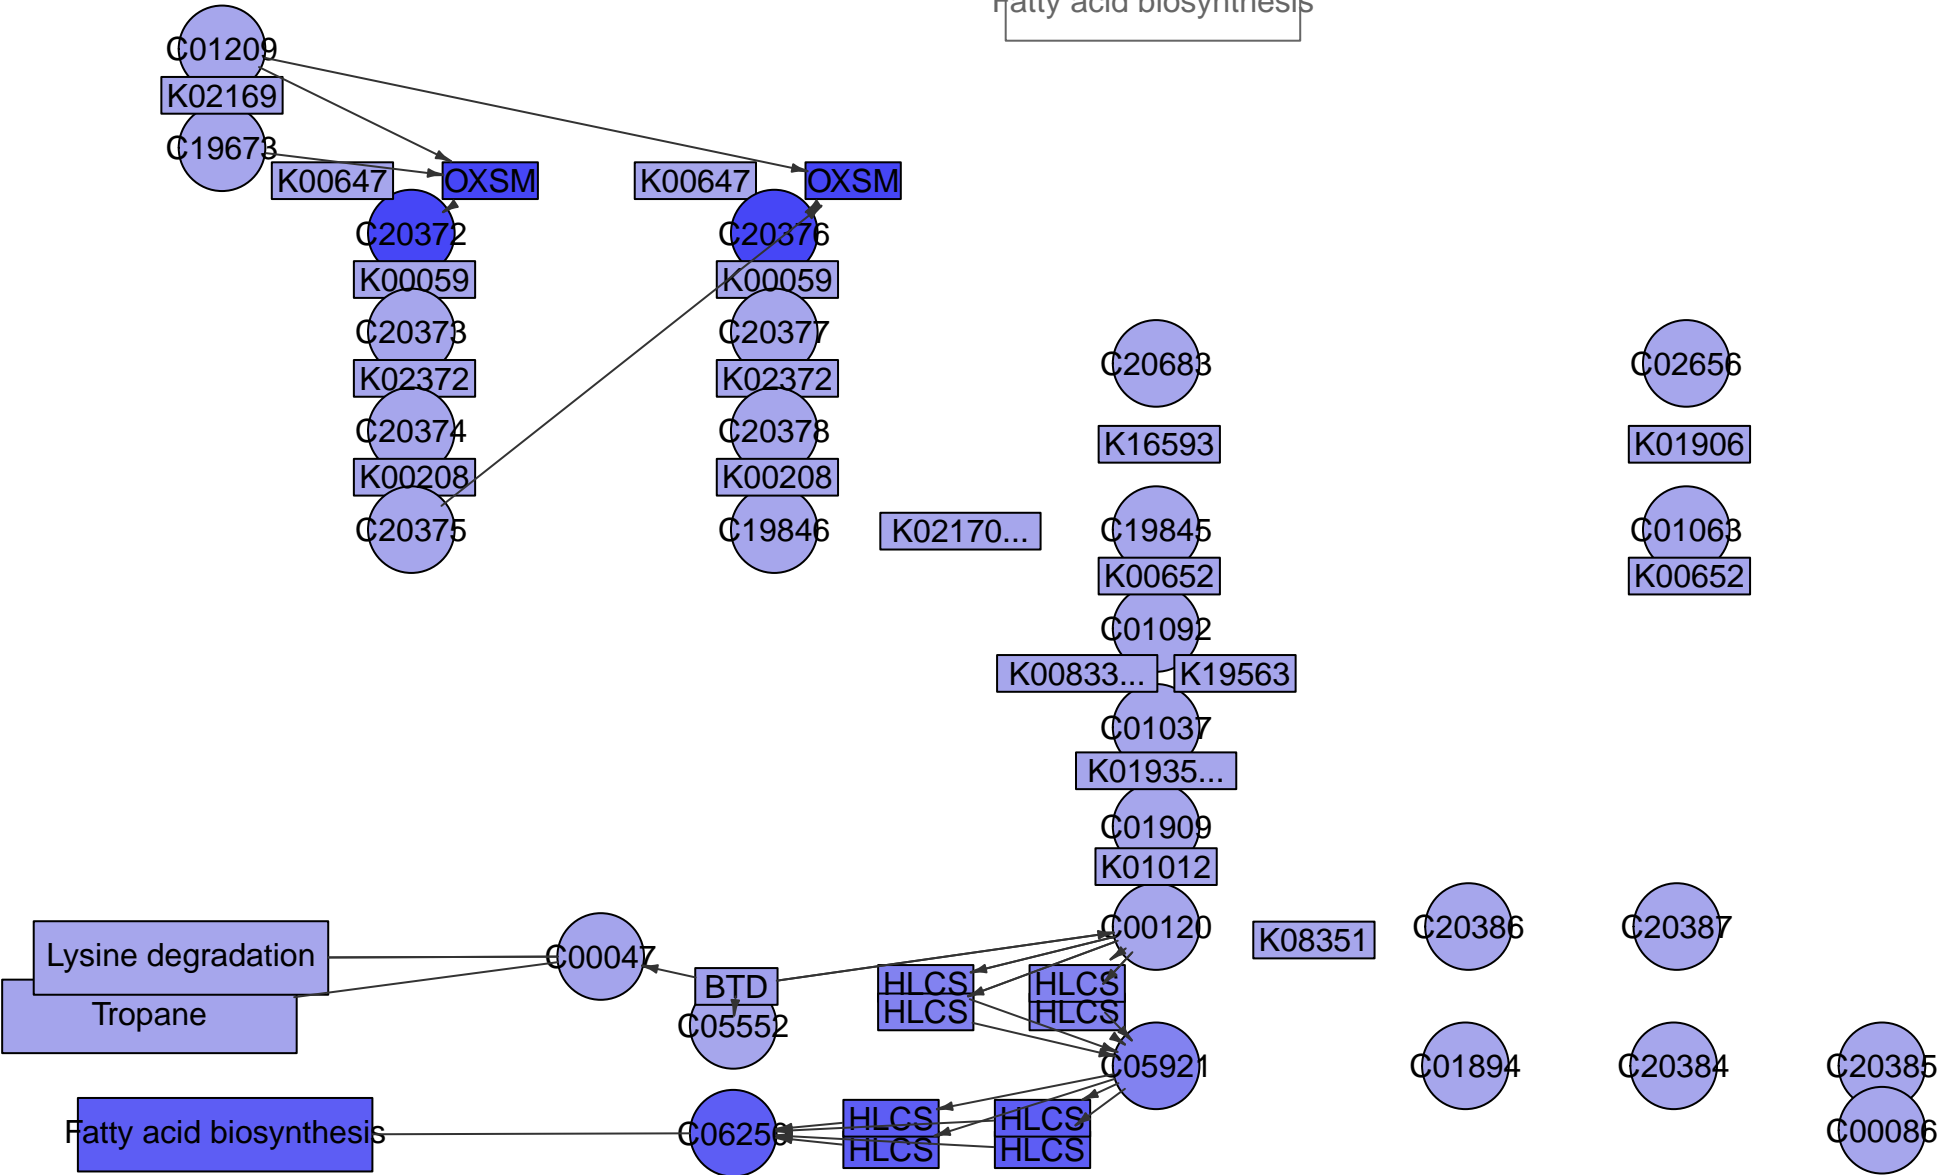 Fatty acid biosynthesis
C01209
K02169
C19673
K00647
OXSM
K00647
OXSM
C20372
C20376
K00059
K00059
C20373
C20377
C20683
C02656
K02372
K02372
C20374
C20378
K16593
K01906
K00208
K00208
C20375
C19846
K02170...
C19845
C01063
K00652
K00652
C01092
K00833...
K19563
C01037
K01935...
C01909
K01012
C00120
K08351
C20386
C20387
Lysine degradation
C00047
BTD
HLCS
HLCS
Tropane
C05552
HLCS
HLCS
C05921
C01894
C20384
C20385
Fatty acid biosynthesis
C06250
HLCS
HLCS
C00086
HLCS
HLCS